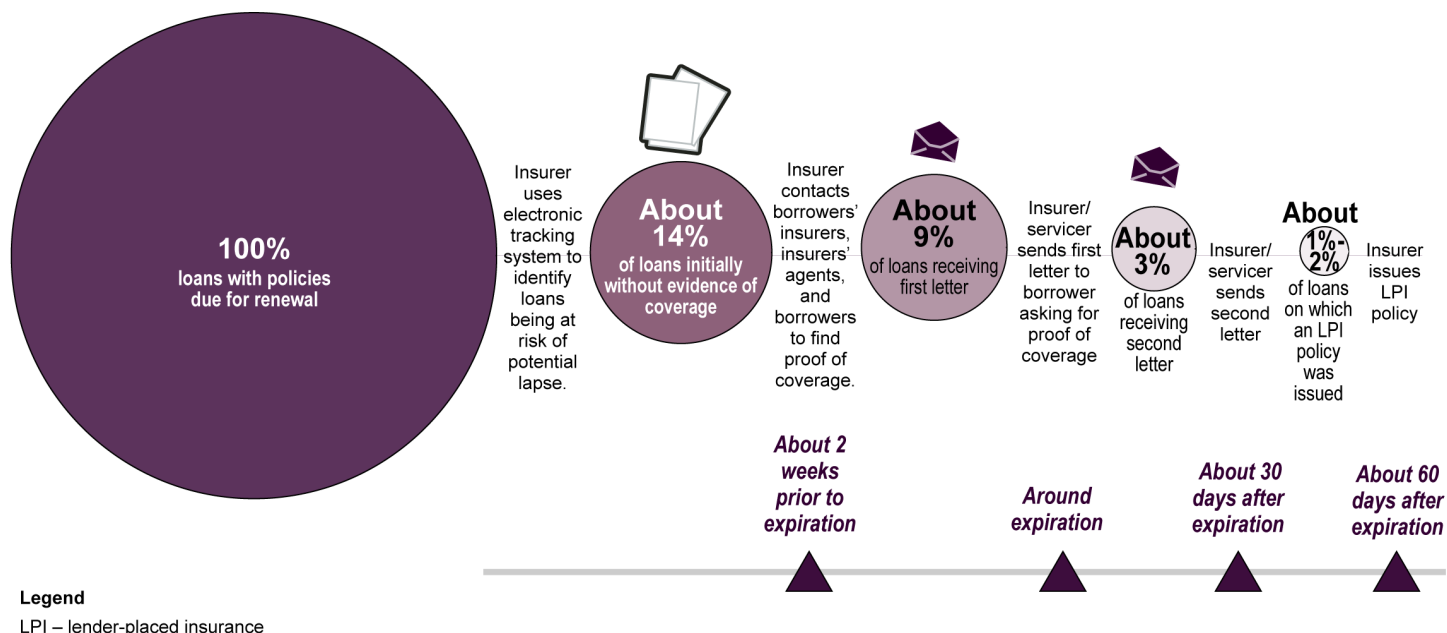 100%
loans with policies
due for renewal
Insurer
uses
electronic
tracking
system to
identify
loans
being at
risk of
potential
lapse.
About
14%
of loans initially
without evidence of
coverage
Insurer
contacts
borrowers’
insurers,
insurers’
agents,
and
borrowers
to find
proof of
coverage.
About
9%
of loans receiving
first letter
Insurer/
servicer
sends first
letter to
borrower
asking for
proof of
coverage
About
3%
of loans
receiving
second
letter
Insurer/
servicer
sends
second
letter
About
1%-
2%
of loans
on which
an LPI
policy
was
issued
Insurer
issues
LPI
policy
About 2
weeks
prior to
expiration
Around
expiration
About 30
days after
expiration
About 60
days after
expiration
Legend
LPI – lender-placed insurance